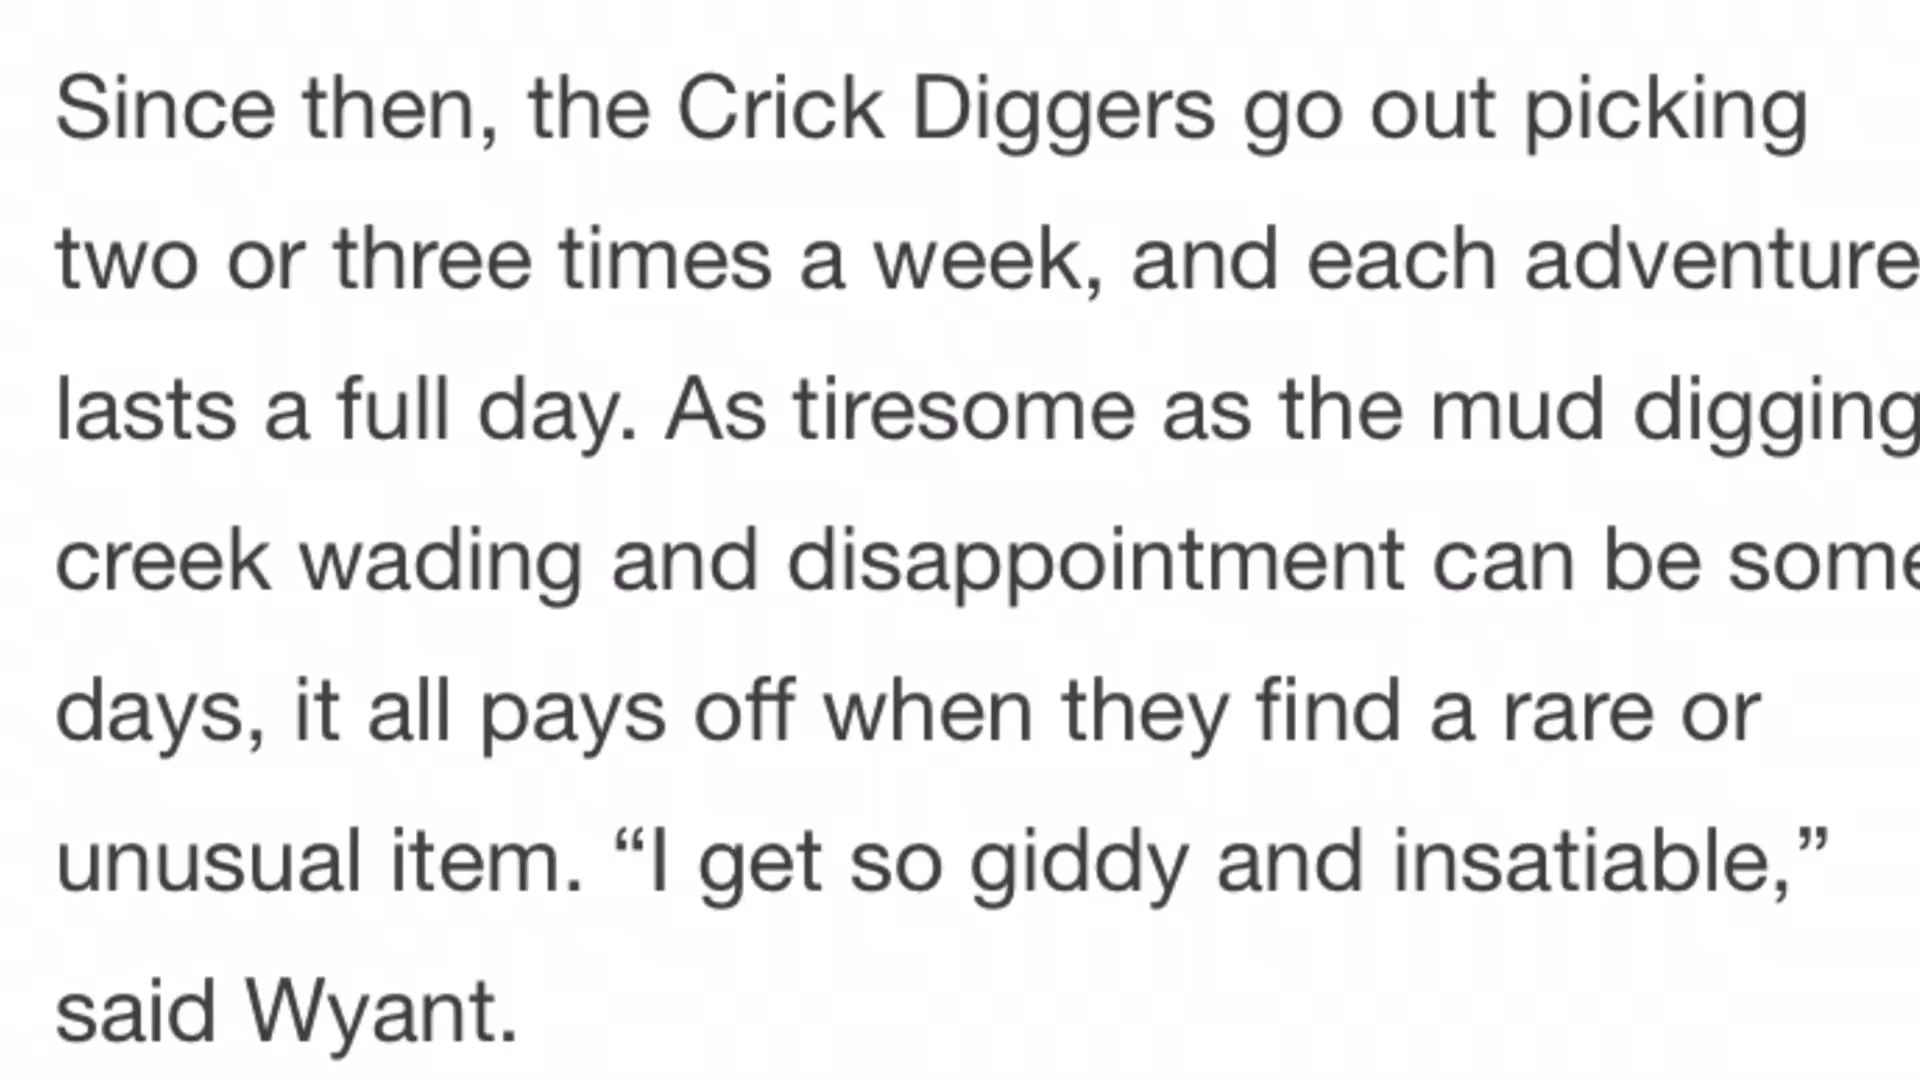 Since then, the Crick Diggers go out picking
two or three times a week, and each adventure
lasts a full day. As tiresome as the mud digging
creek wading and disappointment can be some
days, it all pays off when they find a rare or
unusual item. “I get so giddy and insatiable,”
said Wyant.